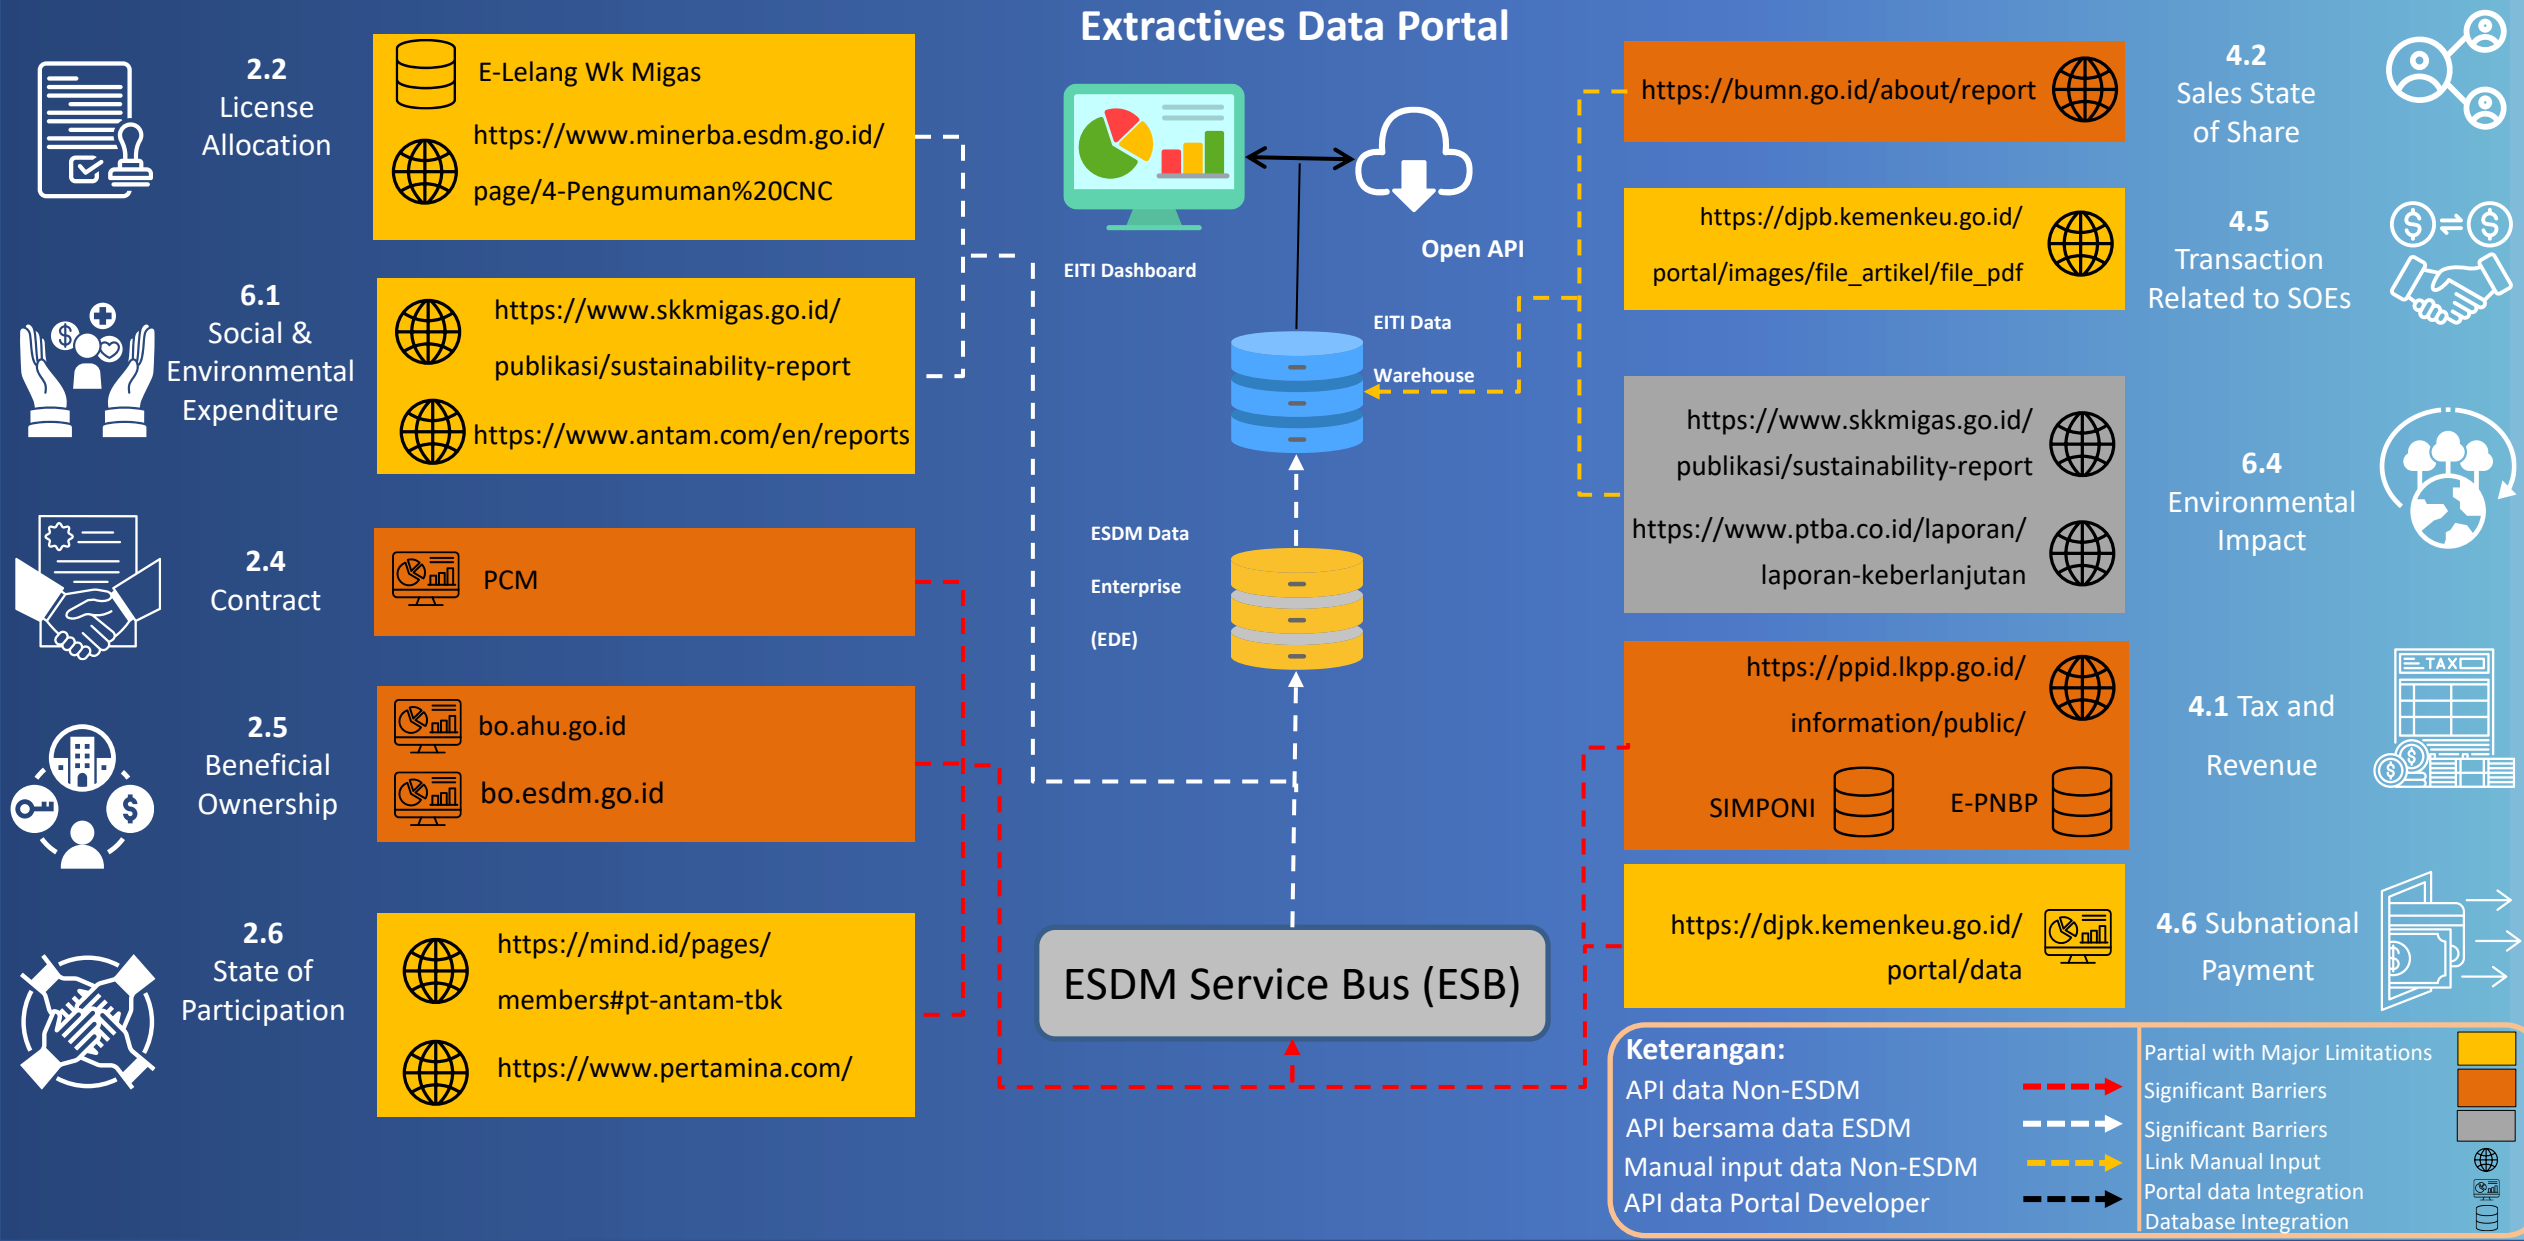 Extractives Data Portal
2.2
License
Allocation
E-Lelang Wk Migas
https://www.minerba.esdm.go.id/
page/4-Pengumuman%20CNC
6.1
Social &
Environmental
Expenditure
https://www.skkmigas.go.id/
publikasi/sustainability-report
https://www.antam.com/en/reports
2.4
Contract
PCM
2.5
Beneficial
Ownership
bo.ahu.go.id
bo.esdm.go.id
2.6
State of
Participation
https://mind.id/pages/
members#pt-antam-tbk
https://www.pertamina.com/
EITI Dashboard
Open API
EITI Data
Warehouse
ESDM Data
Enterprise
(EDE)
ESDM Service Bus (ESB)
https://bumn.go.id/about/report
4.2
Sales State
of Share
https://djpb.kemenkeu.go.id/
portal/images/file_artikel/file_pdf
4.5
Transaction
Related to SOEs
https://www.skkmigas.go.id/
publikasi/sustainability-report
https://www.ptba.co.id/laporan/
laporan-keberlanjutan
6.4
Environmental
Impact
https://ppid.lkpp.go.id/
information/public/
SIMPONI
E-PNBP
4.1 Tax and
Revenue
TAX
https://djpk.kemenkeu.go.id/
portal/data
4.6 Subnational
Payment
Keterangan:
API data Non-ESDM
API bersama data ESDM
Manual input data Non-ESDM
API data Portal Developer
Partial with Major Limitations
Significant Barriers
Significant Barriers
Link Manual Input
Portal data Integration
Database Integration